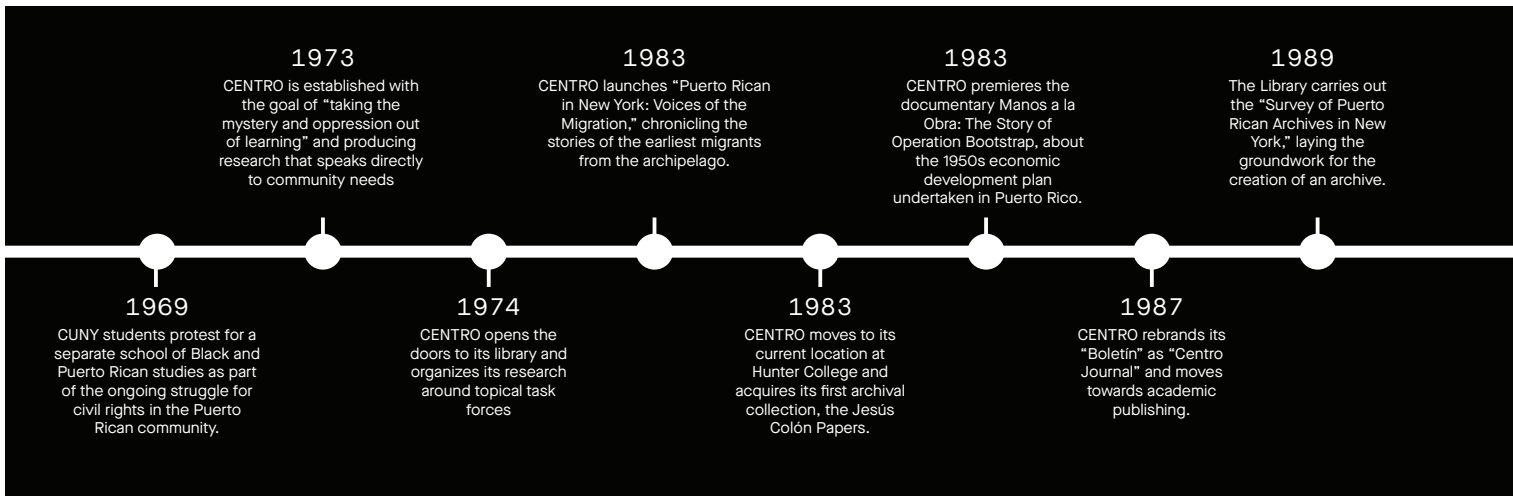 1969
CUNY students protest for a
separate school of Black and
Puerto Rican studies as part
of the ongoing struggle for
civil rights in the Puerto
Rican community.
1973
CENTRO is established with
the goal of “taking the
mystery and oppression out
of learning” and producing
research that speaks directly
to community needs
1974
CENTRO opens the
doors to its library and
organizes its research
around topical task
forces
1983
CENTRO launches “Puerto Rican
in New York: Voices of the
Migration,” chronicling the
stories of the earliest migrants
from the archipelago.
1983
CENTRO moves to its
current location at
Hunter College and
acquires its first archival
collection, the Jesús
Colón Papers.
1983
CENTRO premieres the
documentary Manos a la
Obra: The Story of
Operation Bootstrap, about
the 1950s economic
development plan
undertaken in Puerto Rico.
1987
CENTRO rebrands its
“Boletín” as “Centro
Journal” and moves
towards academic
publishing.
1989
The Library carries out
the “Survey of Puerto
Rican Archives in New
York,” laying the
groundwork for the
creation of an archive.